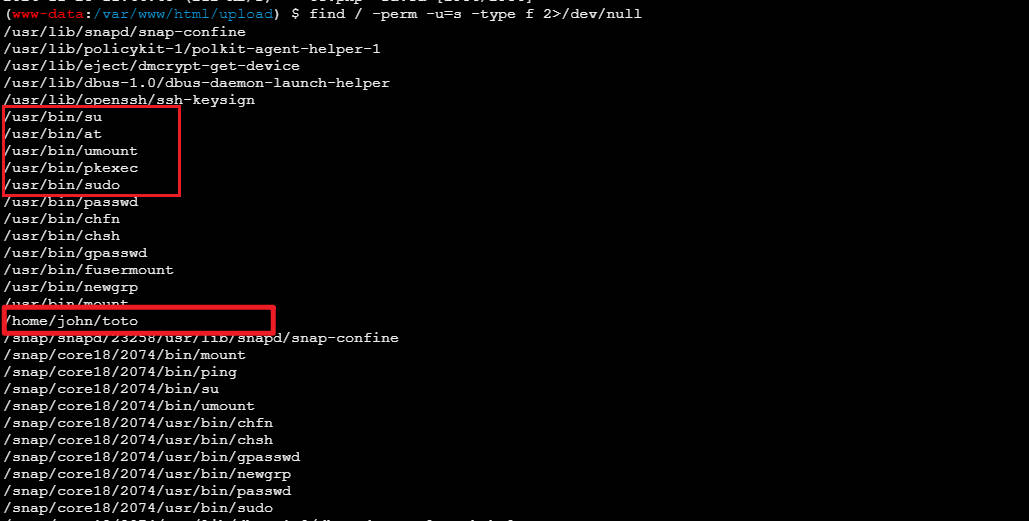 (www-data:/var/www/html/upload) $ find / -perm -u=s -type f 2>/dev/null
/usr/lib/snapd/snap-confine
/usr/lib/policykit-1/polkit-agent-helper-1
/usr/lib/eject/dmcrypt-get-device
/usr/lib/dbus-1.0/dbus-daemon-launch-helper
/usr/lib/openssh/ssh-keysign
/usr/bin/su
/usr/bin/at
/usr/bin/umount
/usr/bin/pkexec
/usr/bin/sudo
/usr/bin/passwd
/usr/bin/chfn
/usr/bin/chsh
/usr/bin/gpasswd
/usr/bin/fusermount
/usr/bin/newgrp
/usr/bin/mount
/home/john/toto
/snap/snapd/23258/usr/lib/snapd/snap-confine
/snap/core18/2074/bin/mount
/snap/core18/2074/bin/ping
/snap/core18/2074/bin/su
/snap/core18/2074/bin/umount
/snap/core18/2074/usr/bin/chfn
/snap/core18/2074/usr/bin/chsh
/snap/core18/2074/usr/bin/gpasswd
/snap/core18/2074/usr/bin/newgrp
/snap/core18/2074/usr/bin/passwd
/snap/core18/2074/usr/bin/sudo